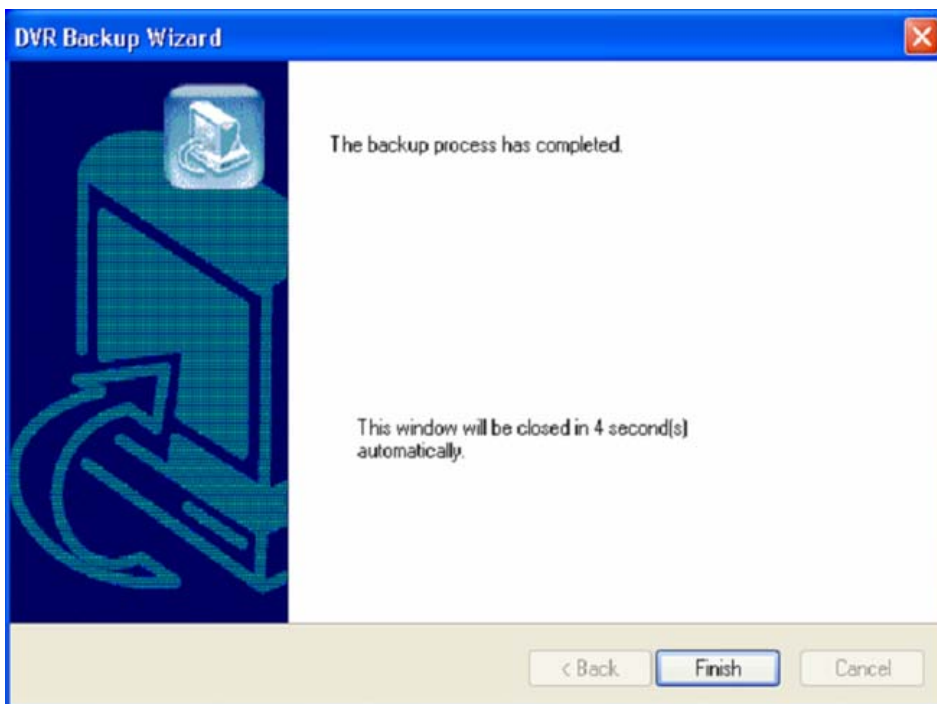 DVR Backup Wizard
The backup process has completed.
This window will be closed in 4 second(s)
automatically.
< Back
Finish
Cancel